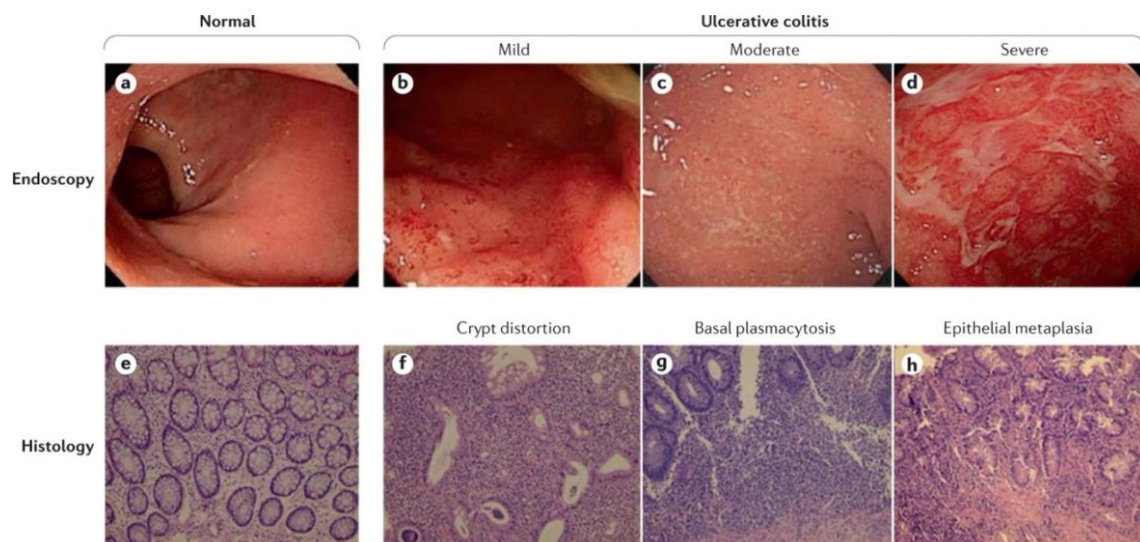 Normal
Ulcerative colitis
Mild
Moderate
Severe
a
b
c
d
Endoscopy
Crypt distortion
Basal plasmacytosis
Epithelial metaplasia
e
f
g
h
Histology